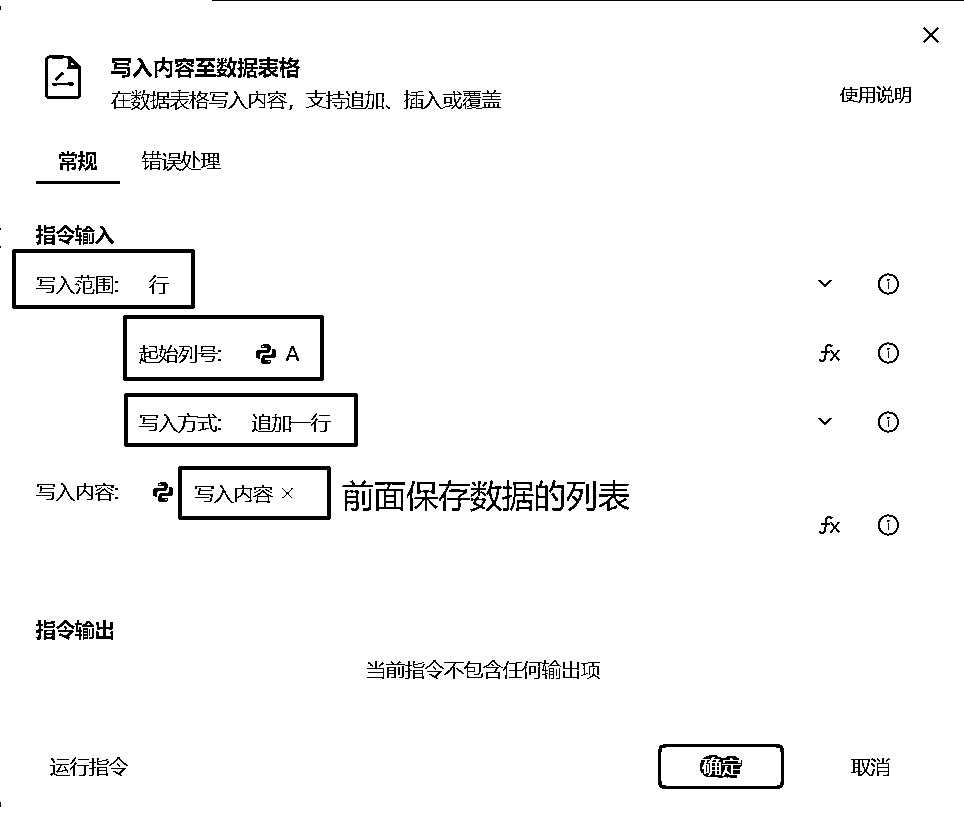 写入内容至数据表格
在数据表格写入内容，支持追加、插入或覆盖
使用说明
常规 错误处理
指令输入
写入范围: 行
起始列号: A fx
写入方式: 追加一行
写入内容: 写入内容 × 前面保存数据的列表
fx
指令输出
当前指令不包含任何输出项
运行指令 确定 取消